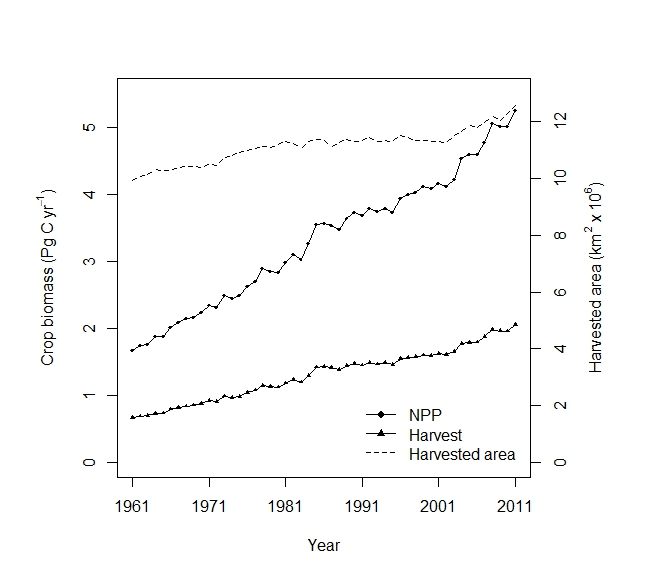 Crop biomass (Pg C yr⁻¹)
5
4
3
2
1
0
12
10
8
6
4
2
0
Harvested area (km² x 10⁶)
NPP
Harvest
Harvested area
1961 1971 1981 1991 2001 2011
Year